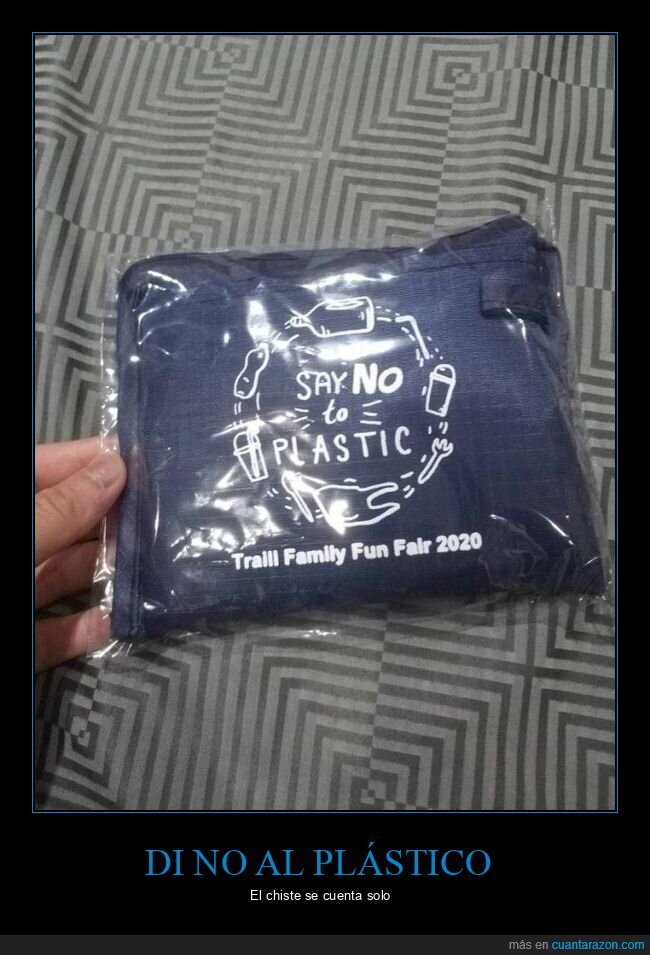 SAY NO
to
PLASTIC
Traill Family Fun Fair 2020
DI NO AL PLÁSTICO
El chiste se cuenta solo
más en cuantarazon.com